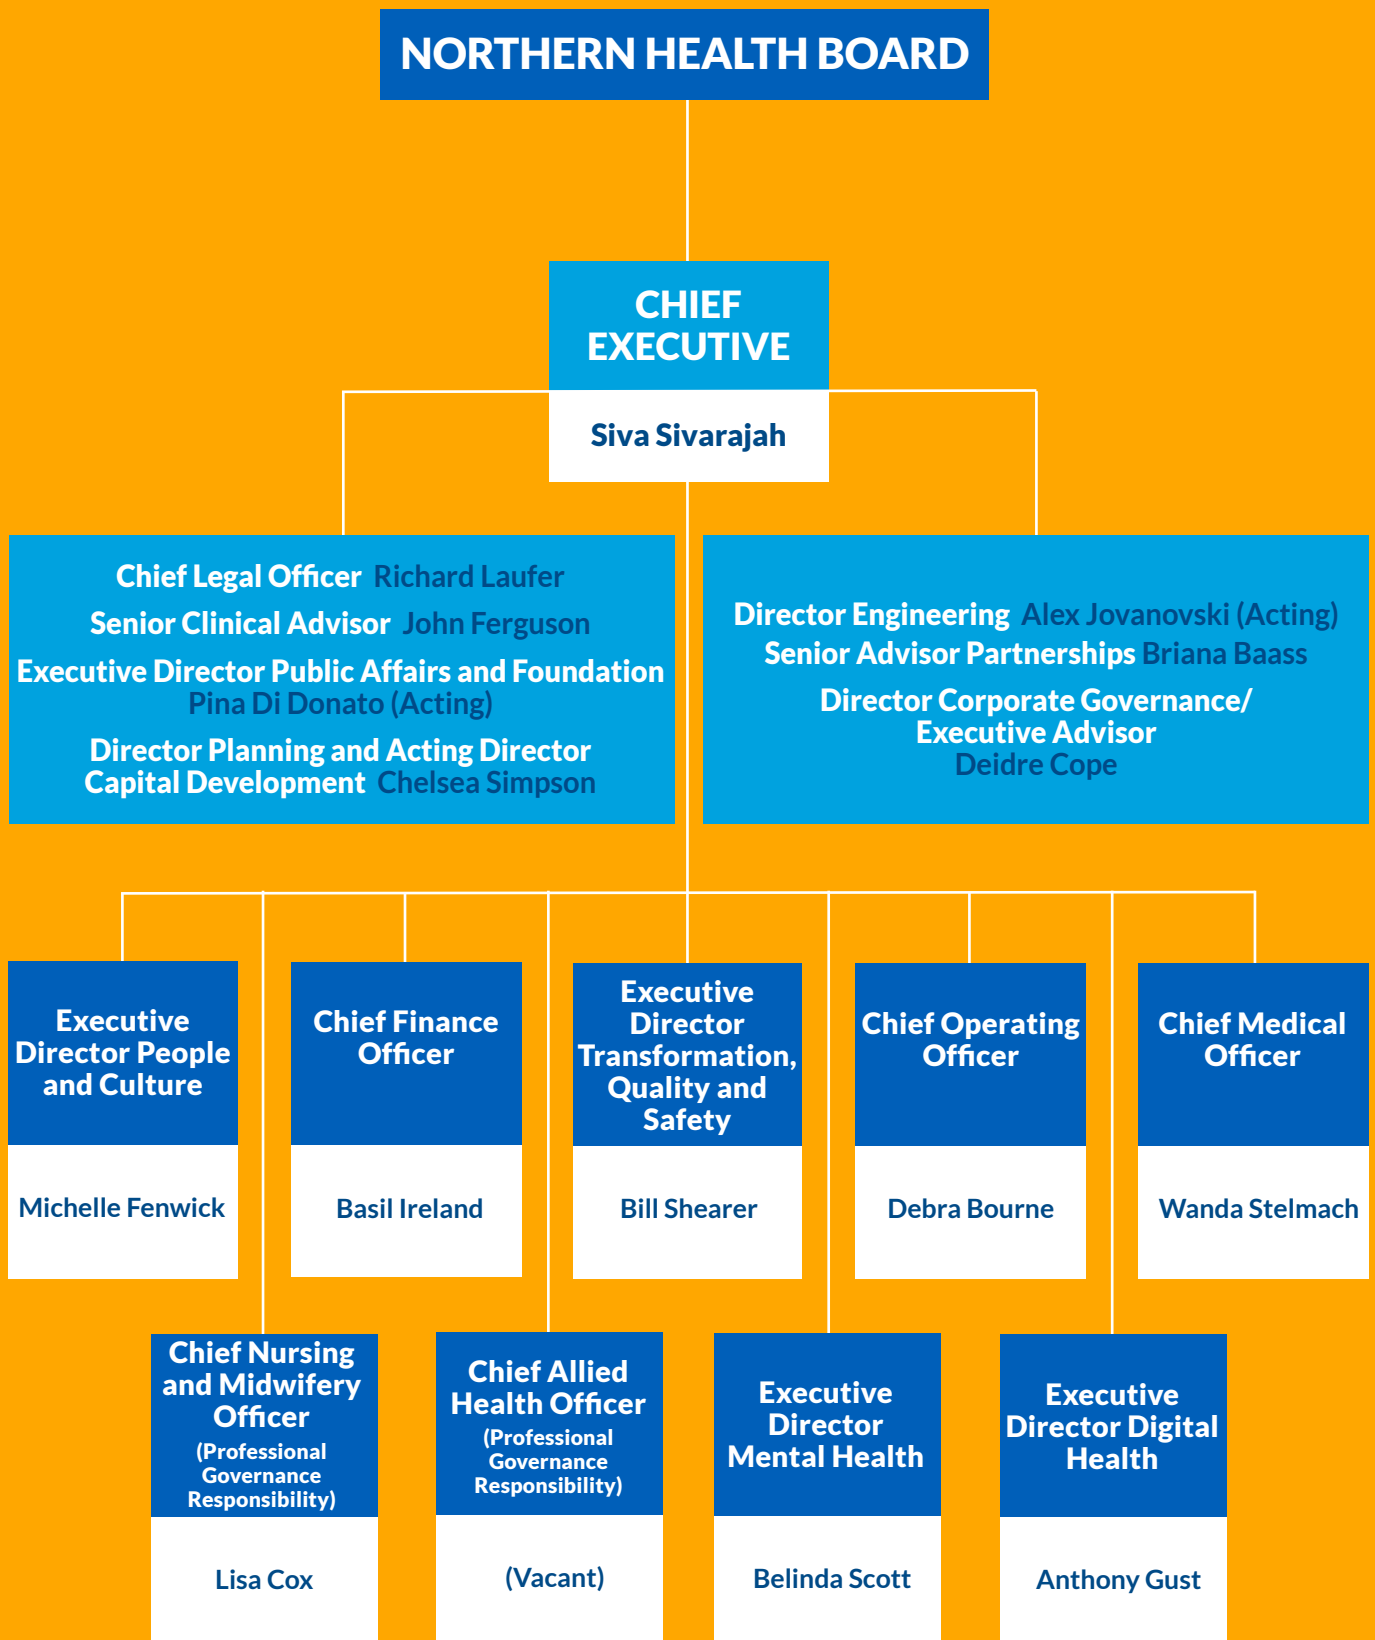 NORTHERN HEALTH BOARD
CHIEF
EXECUTIVE
Siva Sivarajah
Chief Legal Officer Richard Laufer
Senior Clinical Advisor John Ferguson
Executive Director Public Affairs and Foundation
Pina Di Donato (Acting)
Director Planning and Acting Director
Capital Development Chelsea Simpson
Director Engineering Alex Jovanovski (Acting)
Senior Advisor Partnerships Briana Baass
Director Corporate Governance/
Executive Advisor
Deidre Cope
Executive
Director People
and Culture
Michelle Fenwick
Chief Finance
Officer
Basil Ireland
Executive
Director
Transformation,
Quality and
Safety
Bill Shearer
Chief Operating
Officer
Debra Bourne
Chief Medical
Officer
Wanda Stelmach
Chief Nursing
and Midwifery
Officer
(Professional
Governance
Responsibility)
Lisa Cox
Chief Allied
Health Officer
(Professional
Governance
Responsibility)
(Vacant)
Executive
Director
Mental Health
Belinda Scott
Executive
Director Digital
Health
Anthony Gust